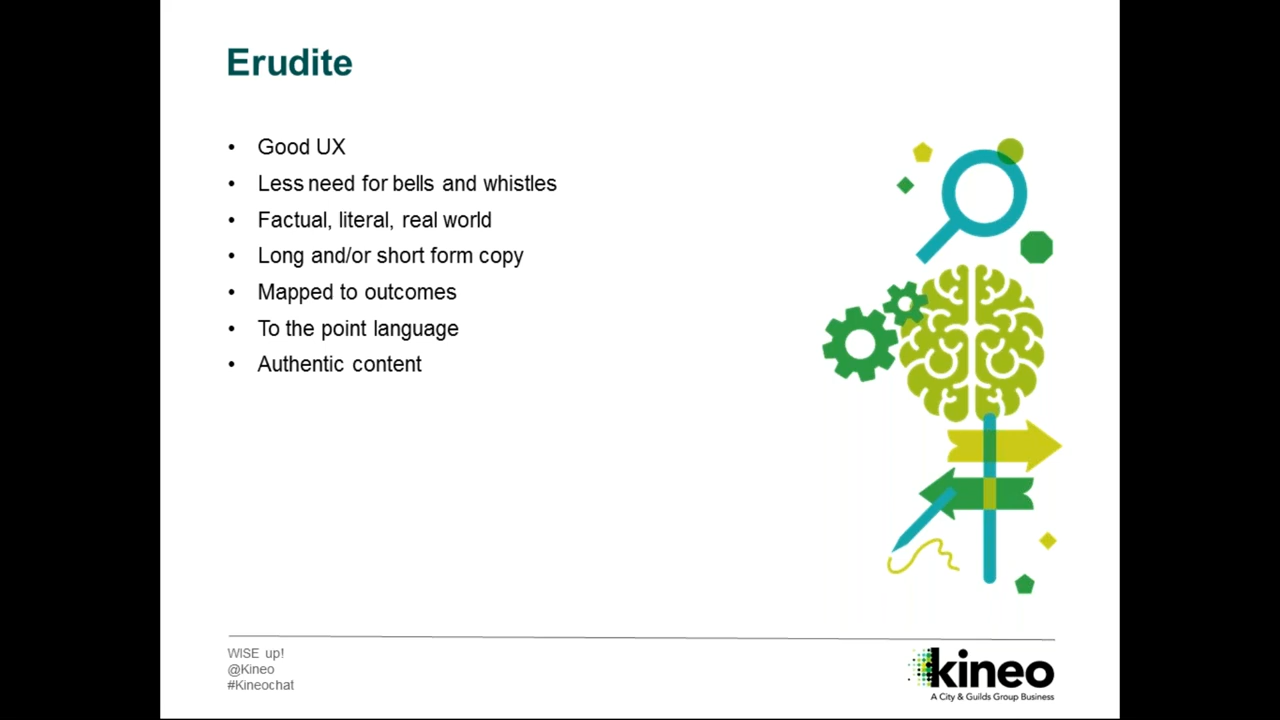 Erudite
• Good UX
• Less need for bells and whistles
• Factual, literal, real world
• Long and/or short form copy
• Mapped to outcomes
• To the point language
• Authentic content
WISE up!
@Kineo
#Kineochat
kineo
A City & Guilds Group Business